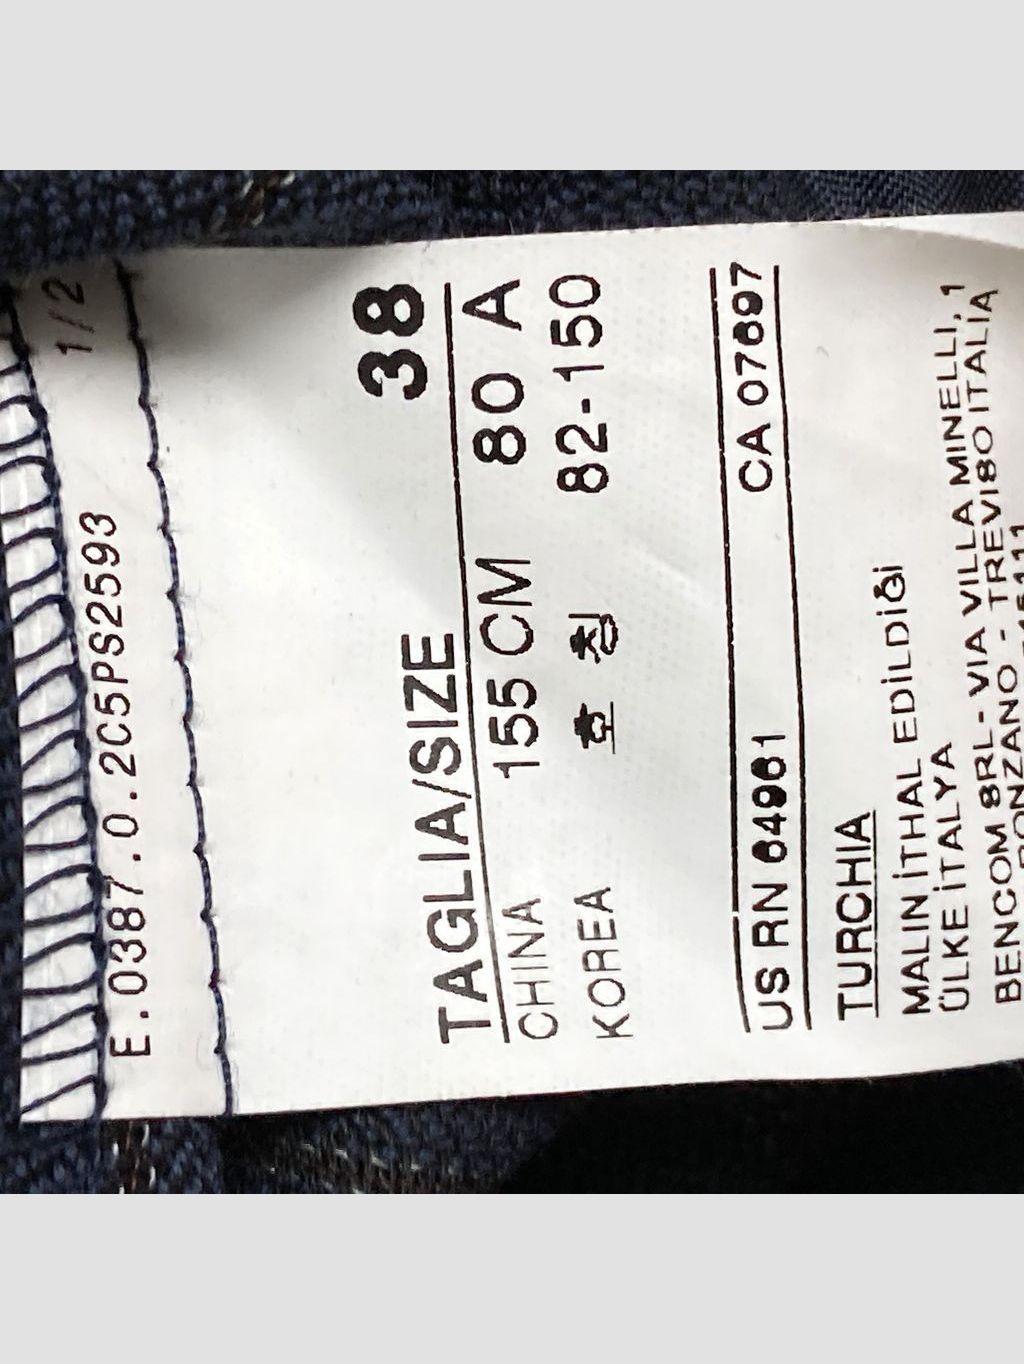 1/2
E.0387.0.2C5PS2593
TAGLIA/SIZE 38
CHINA 155 CM 80 A
KOREA 호칭 82-150
US RN 64961 CA 07697
TURCHIA
MALIN İTHAL EDİLDİĞİ
ÜLKE İTALYA
BENCOM SRL - VIA VILLA MINELLI, 1
PONZANO - TREVISO ITALIA